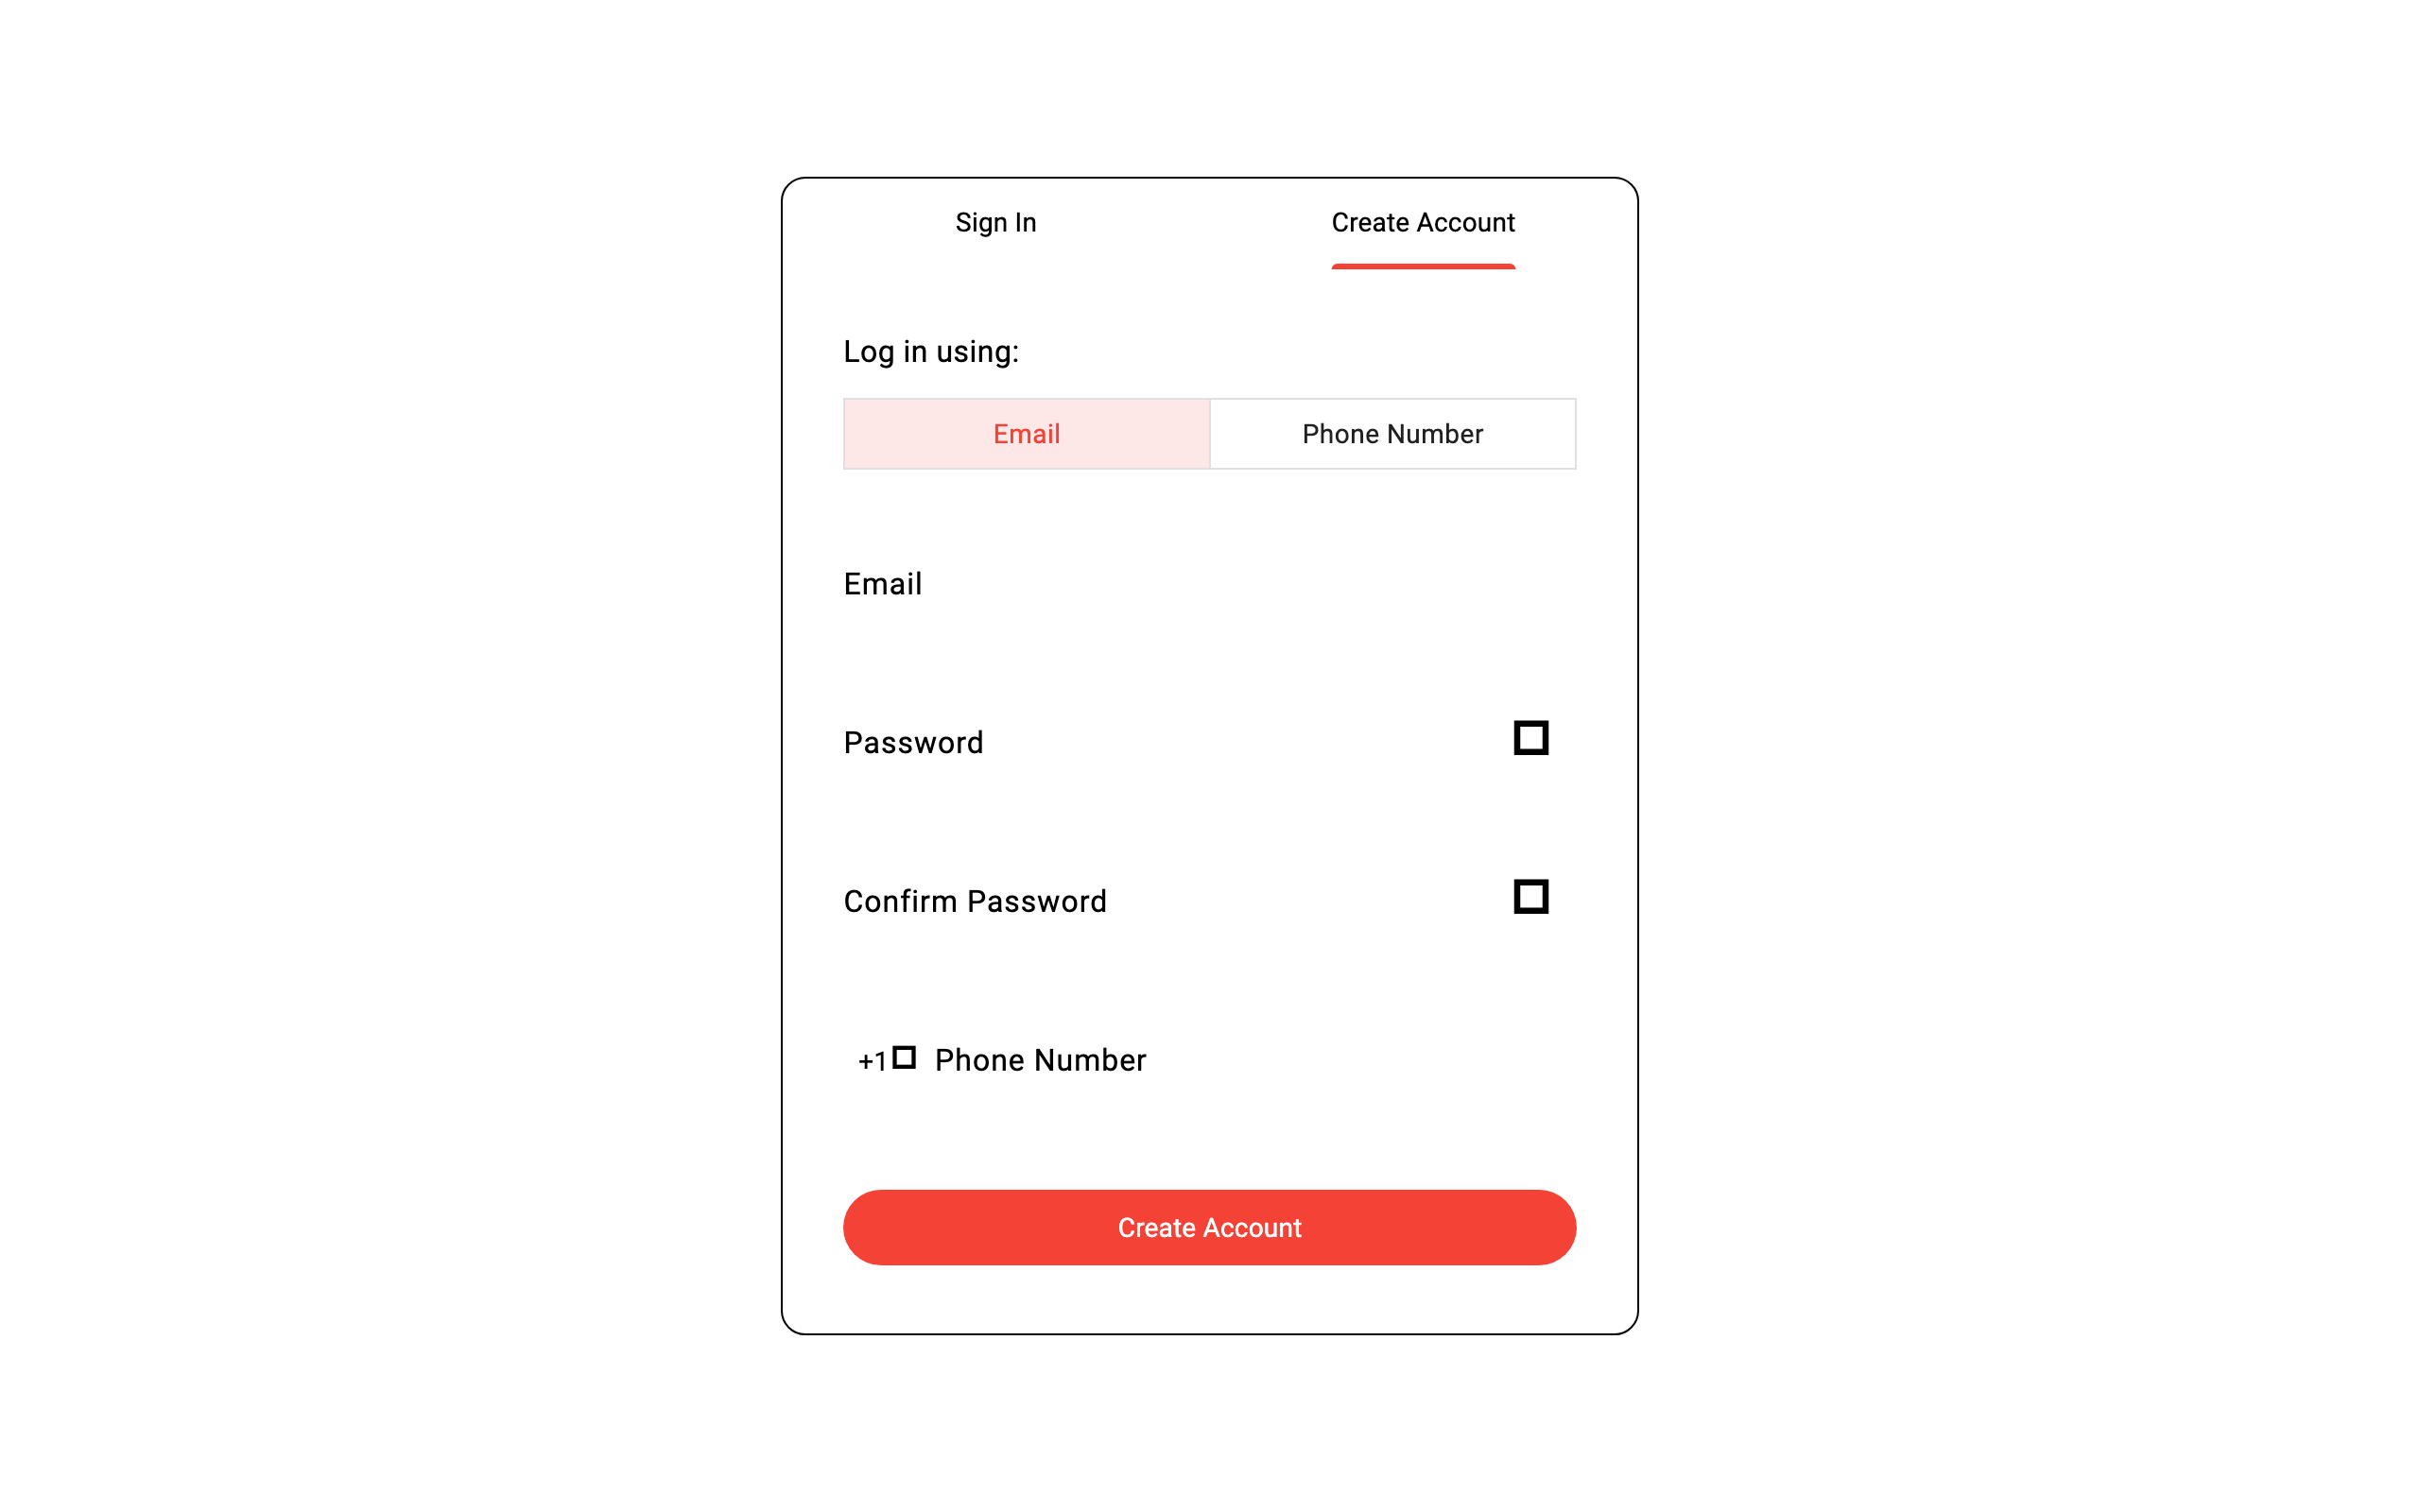 Sign In Create Account
Log in using:
Email Phone Number
Email
Password
Confirm Password
+1 Phone Number
Create Account